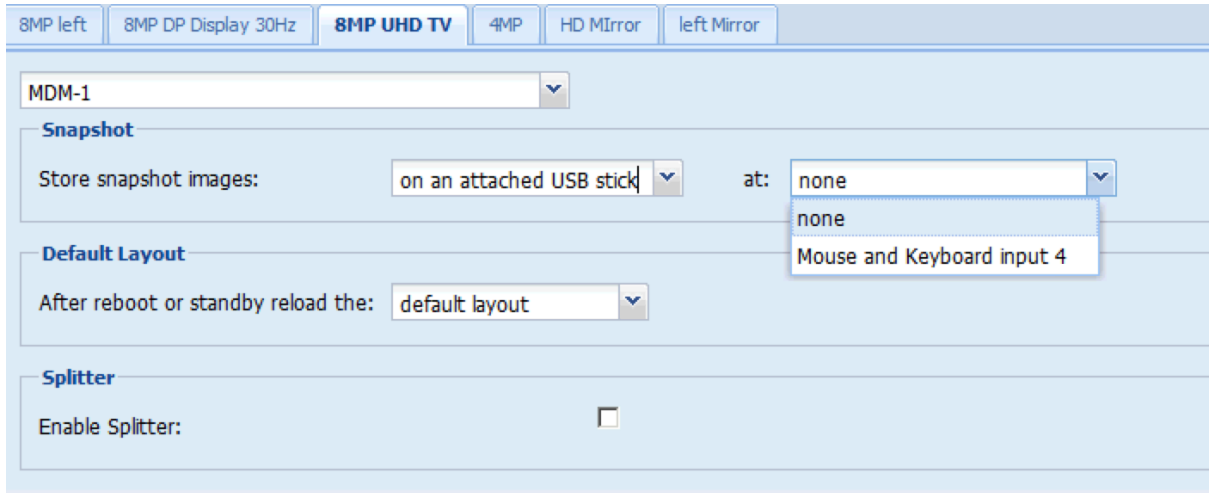 8MP left 8MP DP Display 30Hz 8MP UHD TV 4MP HD MIrror left Mirror
MDM-1
Snapshot
Store snapshot images: on an attached USB stick at: none
none
Mouse and Keyboard input 4
Default Layout
After reboot or standby reload the: default layout
Splitter
Enable Splitter: